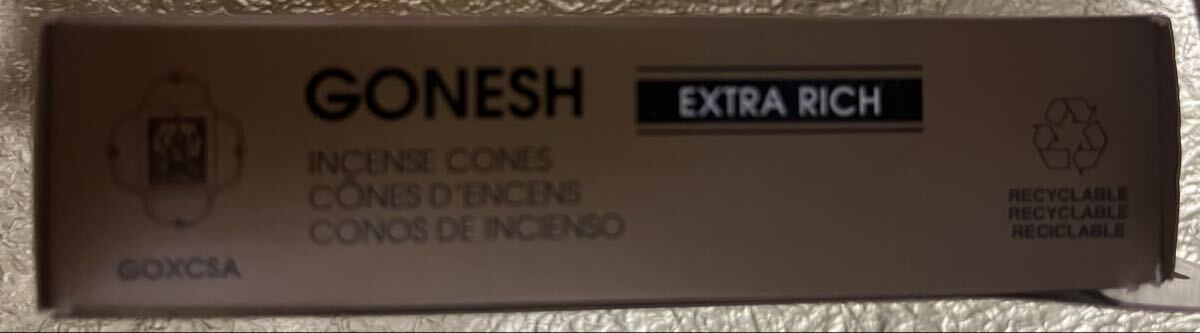 GONESH
EXTRA RICH
INCENSE CONES
CÔNES D'ENCENS
CONOS DE INCIENSO
GOXCSA
RECYCLABLE
RECYCLABLE
RECICLABLE